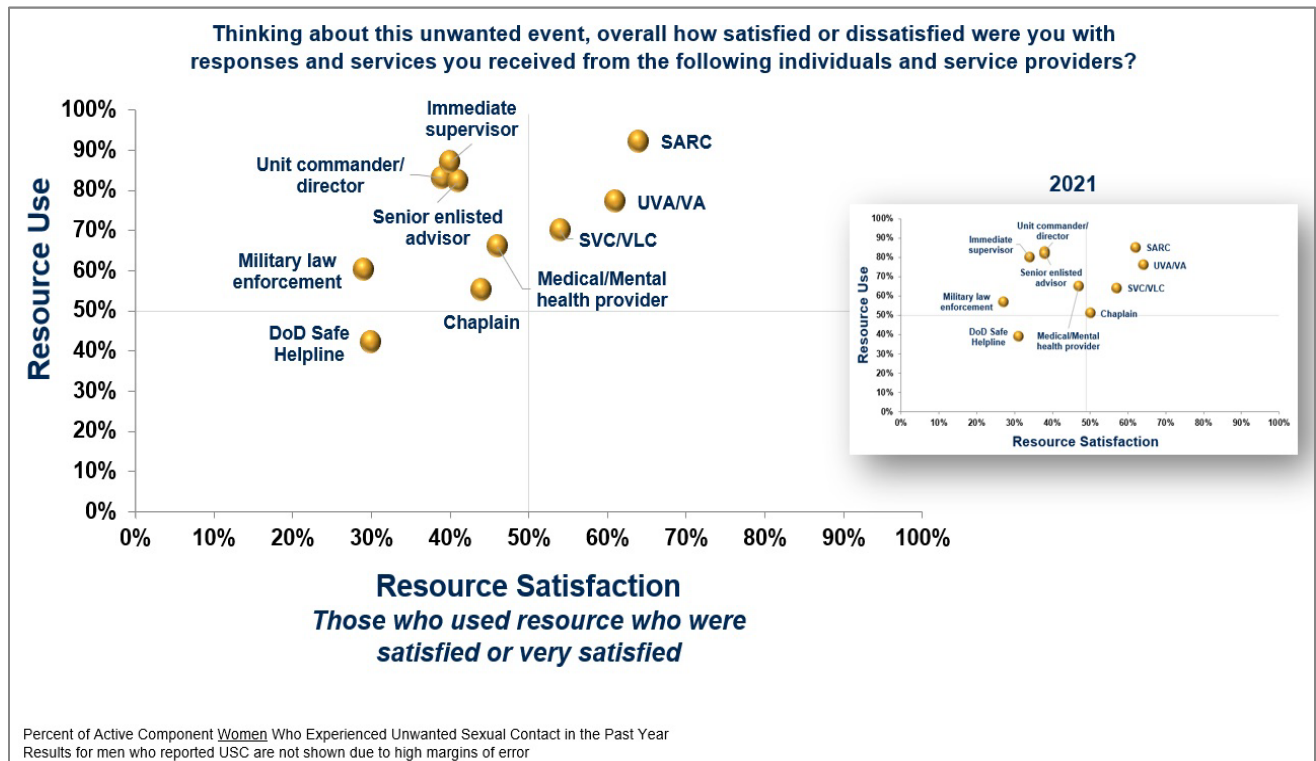 Thinking about this unwanted event, overall how satisfied or dissatisfied were you with
responses and services you received from the following individuals and service providers?
Resource Use
100%
90%
80%
70%
60%
50%
40%
30%
20%
10%
0%
0%
10%
20%
30%
40%
50%
60%
70%
80%
90%
100%
Immediate
supervisor
SARC
Unit commander/
director
UVA/VA
Senior enlisted
advisor
SVC/VLC
Military law
enforcement
Medical/Mental
health provider
Chaplain
DoD Safe
Helpline
Resource Satisfaction
Those who used resource who were
satisfied or very satisfied
2021
Resource Use
100%
90%
80%
70%
60%
50%
40%
30%
20%
10%
0%
0%
10%
20%
30%
40%
50%
60%
70%
80%
90%
100%
Unit commander/
director
Immediate
supervisor
SARC
UVA/VA
Senior enlisted
advisor
SVC/VLC
Military law
enforcement
Chaplain
DoD Safe
Helpline
Medical/Mental
health provider
Resource Satisfaction
Percent of Active Component Women Who Experienced Unwanted Sexual Contact in the Past Year
Results for men who reported USC are not shown due to high margins of error